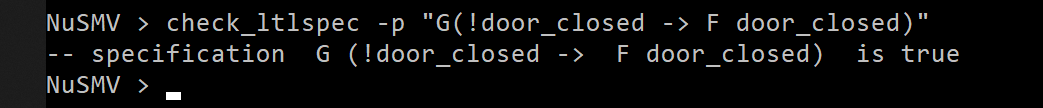 NuSMV > check_ltlspec -p "G(!door_closed -> F door_closed)"
-- specification  G (!door_closed ->  F door_closed)  is true
NuSMV >